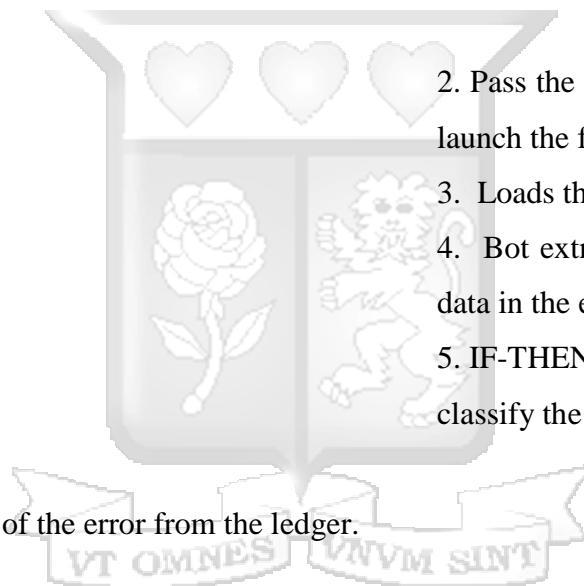 2. Pass the
launch the f
3. Loads th
4. Bot extr
data in the e
5. IF-THEN
classify the
of the error from the ledger.
VT OMNES VNVM SINT